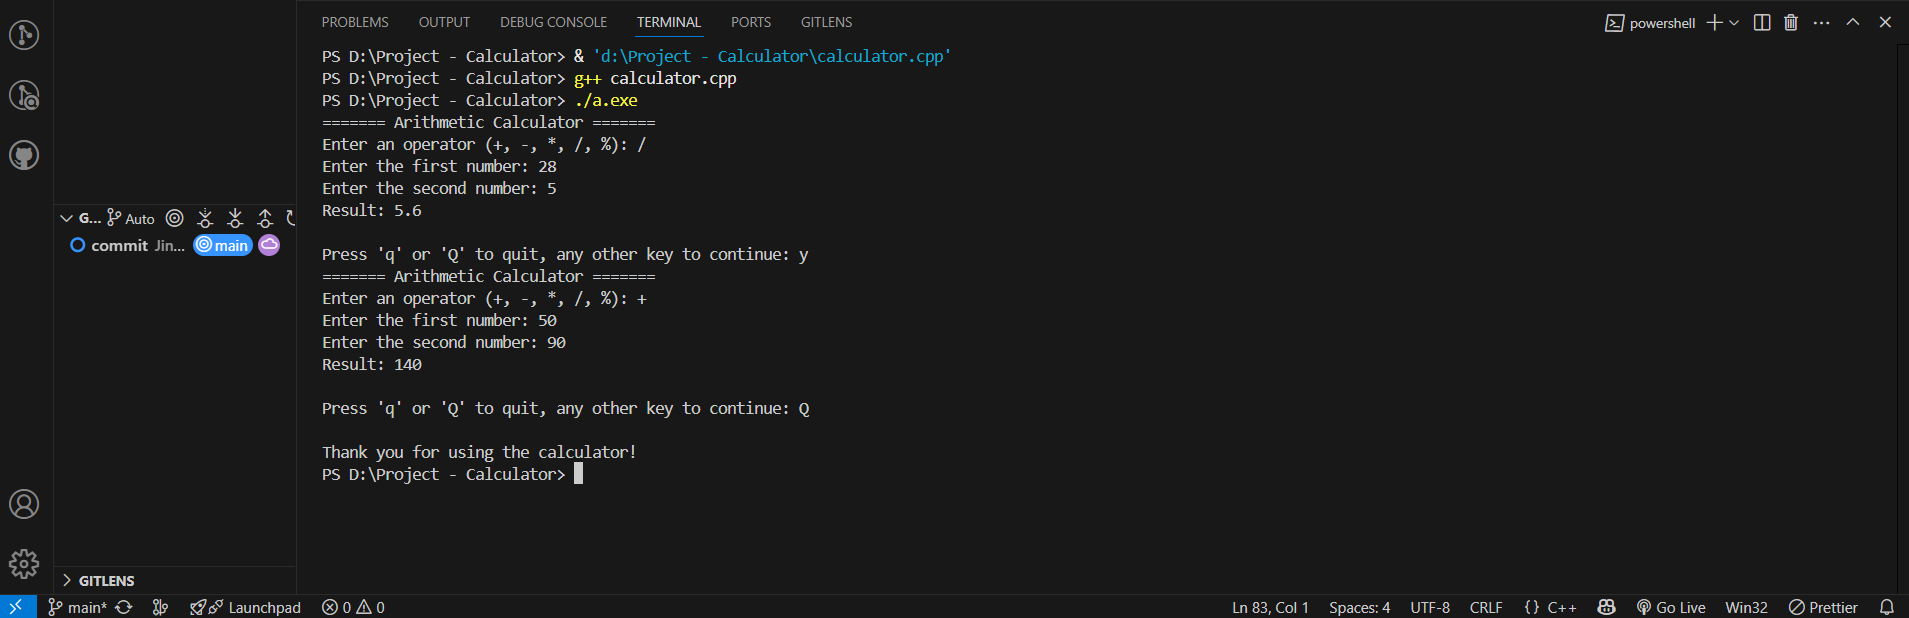 PROBLEMS OUTPUT DEBUG CONSOLE TERMINAL PORTS GITLENS powershell
PS D:\Project - Calculator> & 'd:\Project - Calculator\calculator.cpp'
PS D:\Project - Calculator> g++ calculator.cpp
PS D:\Project - Calculator> ./a.exe
======= Arithmetic Calculator =======
Enter an operator (+, -, *, /, %): /
Enter the first number: 28
Enter the second number: 5
Result: 5.6
Press 'q' or 'Q' to quit, any other key to continue: y
======= Arithmetic Calculator =======
Enter an operator (+, -, *, /, %): +
Enter the first number: 50
Enter the second number: 90
Result: 140
Press 'q' or 'Q' to quit, any other key to continue: Q
Thank you for using the calculator!
PS D:\Project - Calculator>
G... Auto
commit Jin... main
GITLENS
main* Launchpad 0 0 Ln 83, Col 1 Spaces: 4 UTF-8 CRLF {} C++ Go Live Win32 Prettier